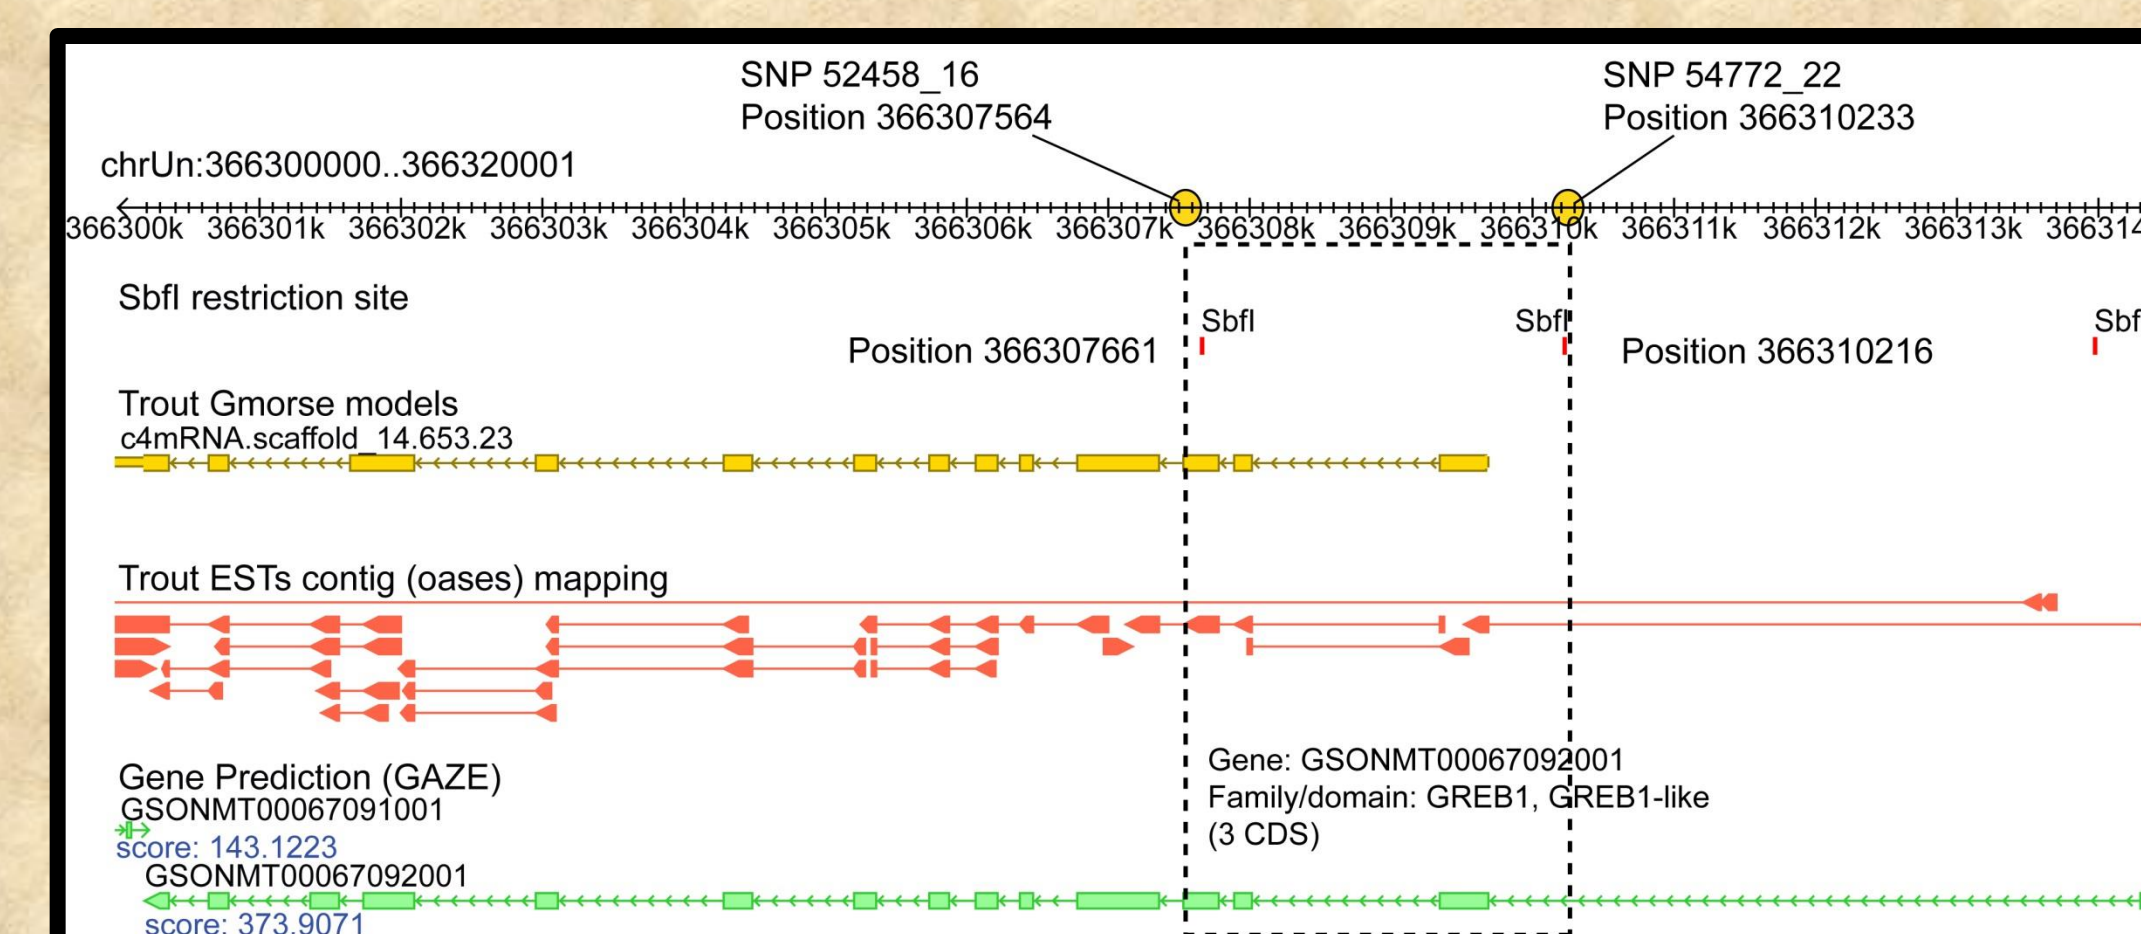 SNP 52458_16
Position 366307564
SNP 54772_22
Position 366310233
chrUn:366300000..366320001
366300k 366301k 366302k 366303k 366304k 366305k 366306k 366307k 366308k 366309k 366310k 366311k 366312k 366313k 366314
SbfI restriction site
SbfI
SbfI
Sbf
Position 366307661
Position 366310216
Trout Gmorse models
c4mRNA.scaffold_14.653.23
Trout ESTs contig (oases) mapping
Gene: GSONMT00067092001
Family/domain: GREB1, GREB1-like
(3 CDS)
Gene Prediction (GAZE)
GSONMT00067091001
score: 143.1223
GSONMT00067092001
score: 373.9071